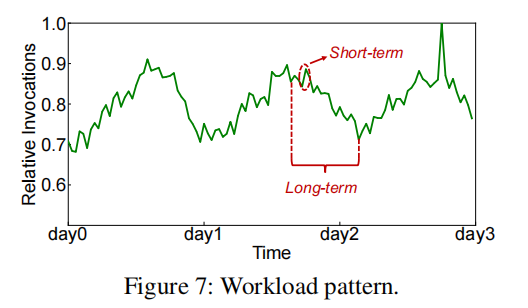 1.0
0.9
0.8
0.7
0.6
Relative Invocations
Short-term
Long-term
day0 day1 day2 day3
Time
Figure 7: Workload pattern.